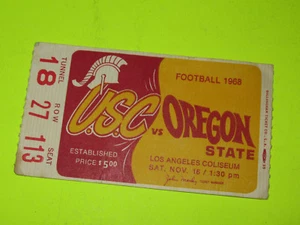 TUNNEL
18
ROW
27
SEAT
113
FOOTBALL 1968
U.S.C
VS
OREGON
STATE
ESTABLISHED
PRICE $5.00
LOS ANGELES COLISEUM
SAT. NOV. 16 / 1:30 pm